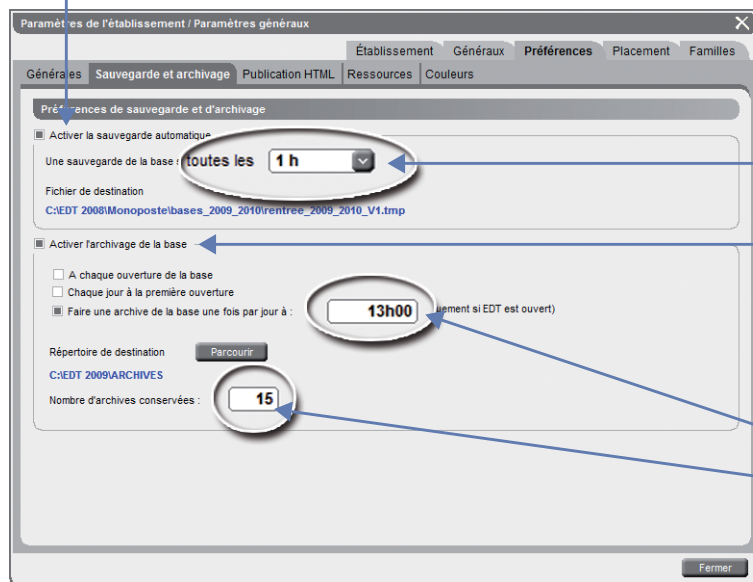 Paramètres de l'établissement / Paramètres généraux
Établissement Généraux Préférences Placement Familles
Générales Sauvegarde et archivage Publication HTML Ressources Couleurs
Préférences de sauvegarde et d'archivage
Activer la sauvegarde automatique
Une sauvegarde de la base s toutes les 1 h
Fichier de destination
C:\EDT 2008\Monoposte\bases_2009_2010\rentree_2009_2010_V1.tmp
Activer l'archivage de la base
A chaque ouverture de la base
Chaque jour à la première ouverture
Faire une archive de la base une fois par jour à : 13h00 uement si EDT est ouvert)
Répertoire de destination Parcourir
C:\EDT 2009\ARCHIVES
Nombre d'archives conservées : 15
Fermer